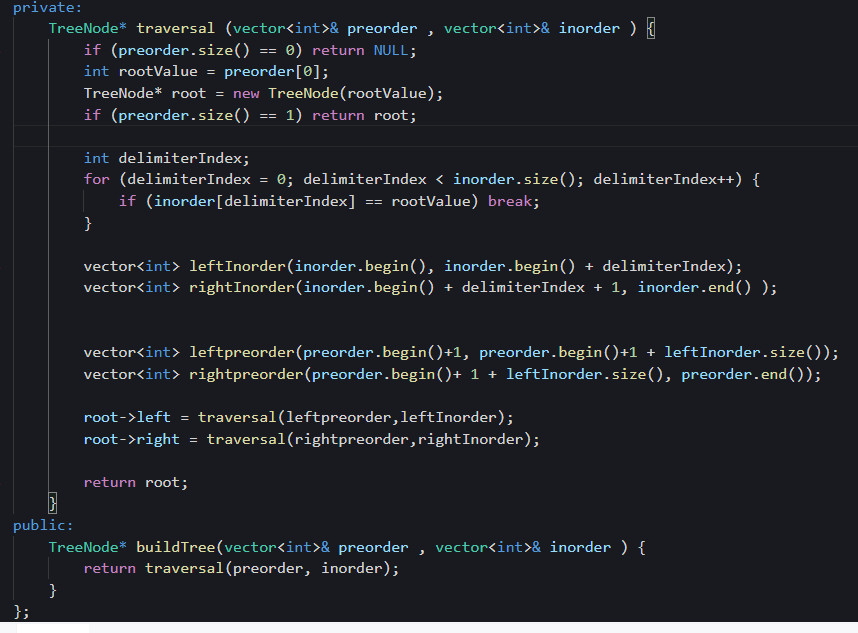 private:
    TreeNode* traversal (vector<int>& preorder , vector<int>& inorder ) {
        if (preorder.size() == 0) return NULL;
        int rootValue = preorder[0];
        TreeNode* root = new TreeNode(rootValue);
        if (preorder.size() == 1) return root;
        int delimiterIndex;
        for (delimiterIndex = 0; delimiterIndex < inorder.size(); delimiterIndex++) {
            if (inorder[delimiterIndex] == rootValue) break;
        }
        vector<int> leftInorder(inorder.begin(), inorder.begin() + delimiterIndex);
        vector<int> rightInorder(inorder.begin() + delimiterIndex + 1, inorder.end() );
        vector<int> leftpreorder(preorder.begin()+1, preorder.begin()+1 + leftInorder.size());
        vector<int> rightpreorder(preorder.begin()+ 1 + leftInorder.size(), preorder.end());
        root->left = traversal(leftpreorder,leftInorder);
        root->right = traversal(rightpreorder,rightInorder);
        return root;
    }
public:
    TreeNode* buildTree(vector<int>& preorder , vector<int>& inorder ) {
        return traversal(preorder, inorder);
    }
};